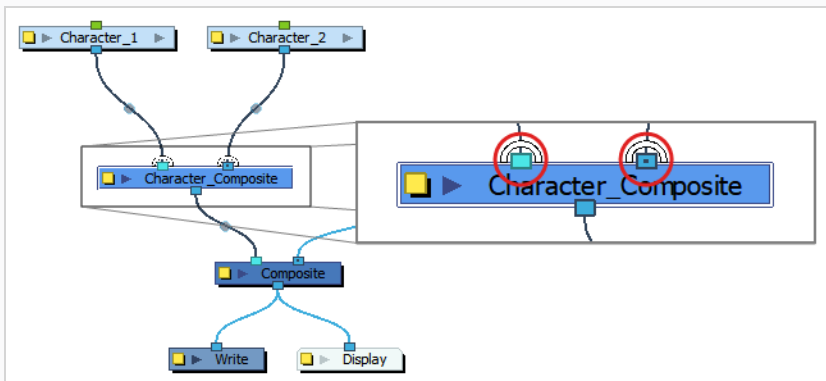 Character_1
Character_2
Character_Composite
Character_Composite
Composite
Write
Display